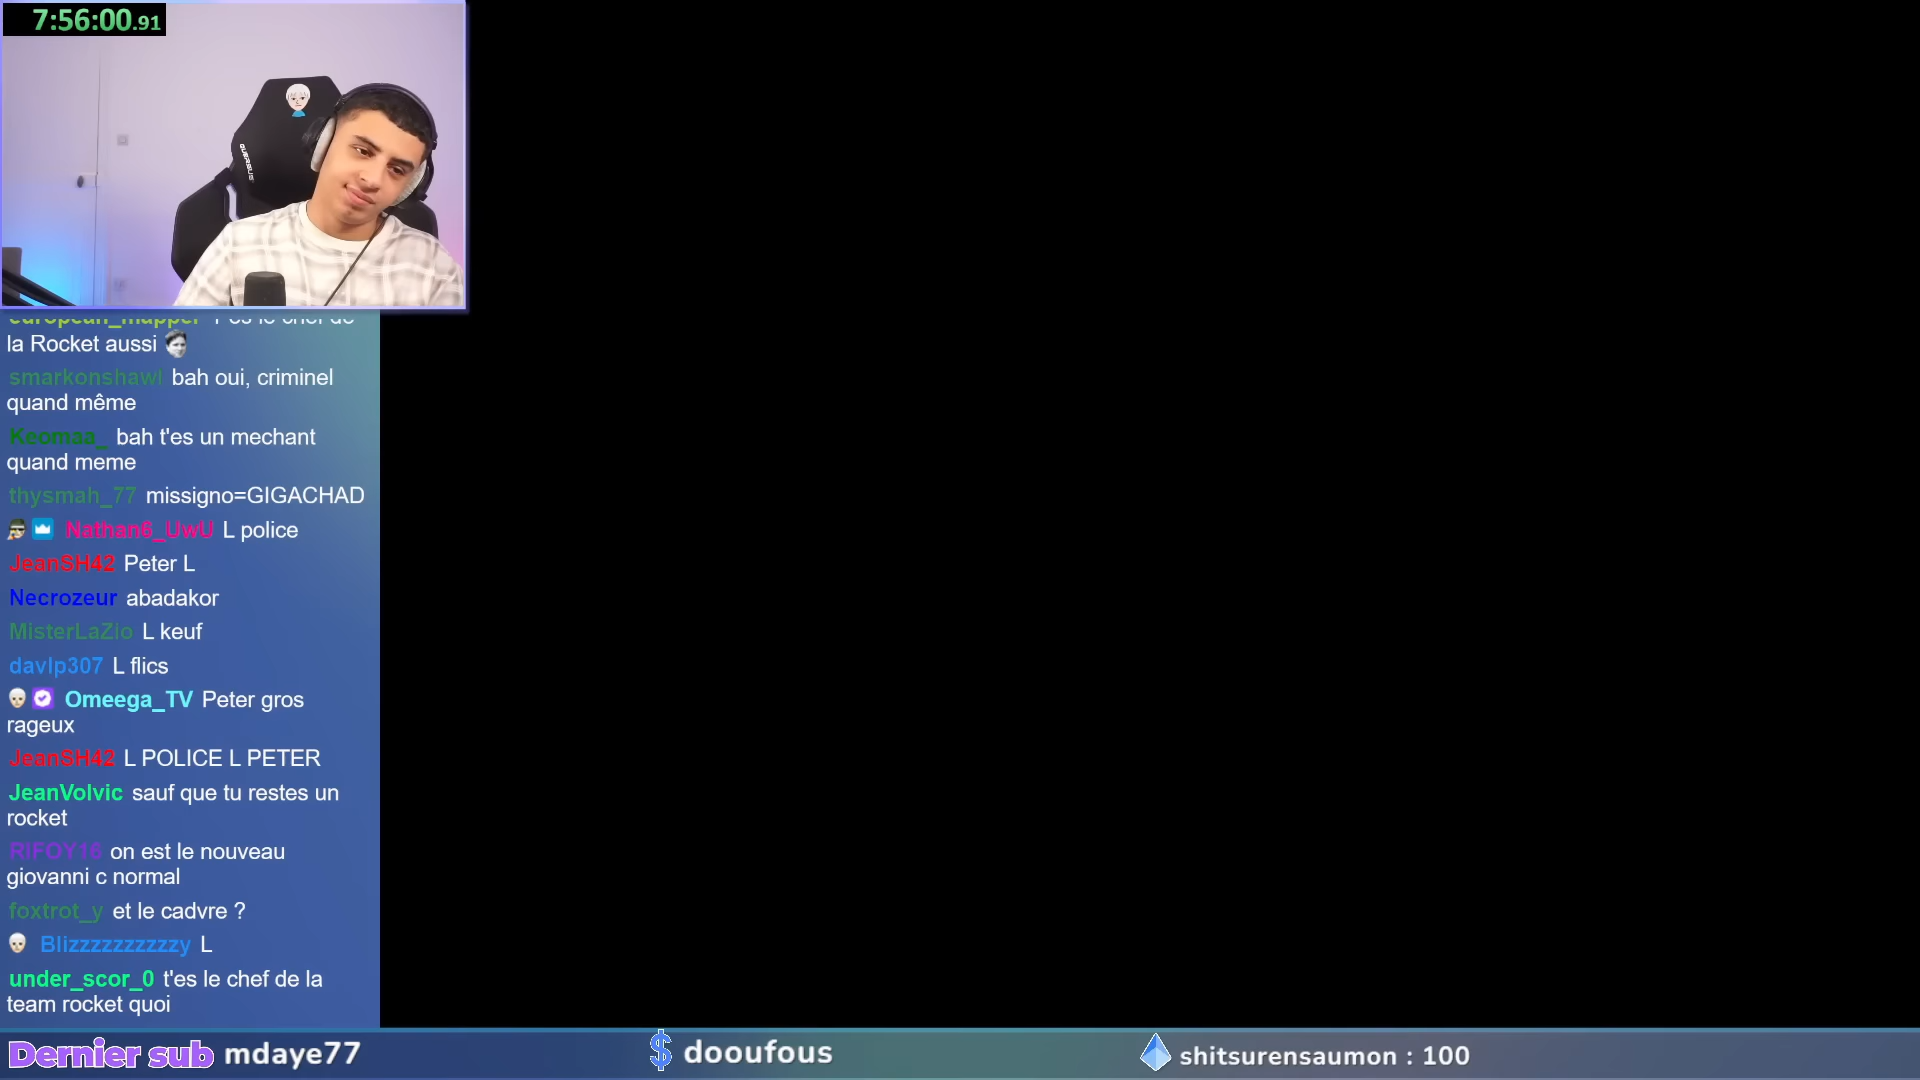 7:56:00.91
la Rocket aussi
smarkonshawl bah oui, criminel
quand même
Keomaa_ bah t'es un mechant
quand meme
thysmah_77 missigno=GIGACHAD
Nathan6_UwU L police
JeanSH42 Peter L
Necrozeur abadakor
MisterLaZio L keuf
davlp307 L flics
Omeega_TV Peter gros
rageux
JeanSH42 L POLICE L PETER
JeanVolvic sauf que tu restes un
rocket
RIFOY16 on est le nouveau
giovanni c normal
foxtrot_y et le cadvre ?
Blizzzzzzzzzzy L
under_scor_0 t'es le chef de la
team rocket quoi
Dernier sub mdaye77
$ dooufous
shitsurensaumon : 100